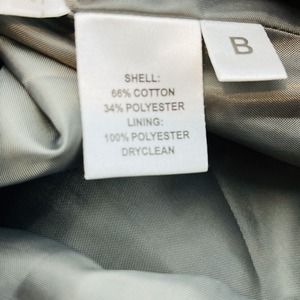 B
SHELL:
66% COTTON
34% POLYESTER
LINING:
100% POLYESTER
DRYCLEAN